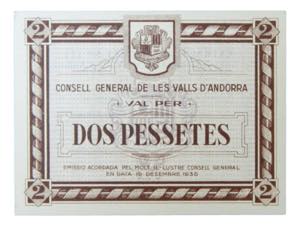 2 2
CONSELL GENERAL DE LES VALLS D'ANDORRA
VAL PER
DOS PESSETES
EMISSIO ACORDADA PEL MOLT IL·LUSTRE CONSELL GENERAL
EN DATA 19 DESEMBRE 1936
2 2